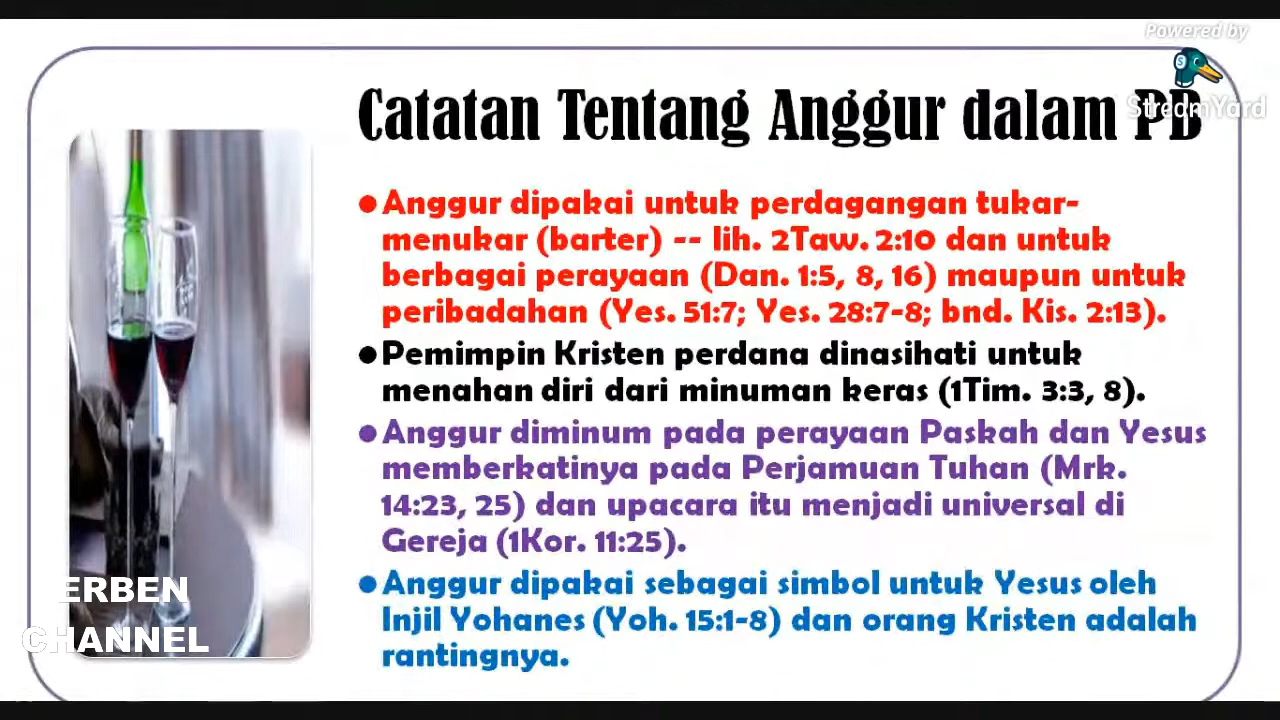 Powered by
StreamYard
Catatan Tentang Anggur dalam PB
•Anggur dipakai untuk perdagangan tukar-
menukar (barter) -- lih. 2Taw. 2:10 dan untuk
berbagai perayaan (Dan. 1:5, 8, 16) maupun untuk
peribadahan (Yes. 51:7; Yes. 28:7-8; bnd. Kis. 2:13).
•Pemimpin Kristen perdana dinasihati untuk
menahan diri dari minuman keras (1Tim. 3:3, 8).
•Anggur diminum pada perayaan Paskah dan Yesus
memberkatinya pada Perjamuan Tuhan (Mrk.
14:23, 25) dan upacara itu menjadi universal di
Gereja (1Kor. 11:25).
•Anggur dipakai sebagai simbol untuk Yesus oleh
Injil Yohanes (Yoh. 15:1-8) dan orang Kristen adalah
rantingnya.
ERBEN
CHANNEL